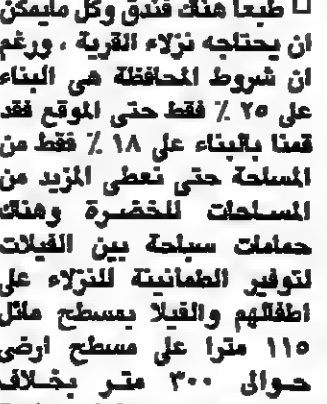 □ طبعا هناك فندق وكل مايمكن
ان يحتاجه نزلاء القرية ، ورغم
ان شروط المحافظة هى البناء
على ٢٥ ٪ فقط حتى الموقع فقد
قمنا بالبناء على ١٨ ٪ فقط من
المساحة حتى نعطى المزيد من
المساحات للخضرة وهناك
حمامات سباحة بين الفيلات
لتوفير الطمانينة للنزلاء على
اطفالهم والفيلا بمسطح مائل
١١٥ مترا على مسطح ارضى
حوالى ٣٠٠ متر بخلاف